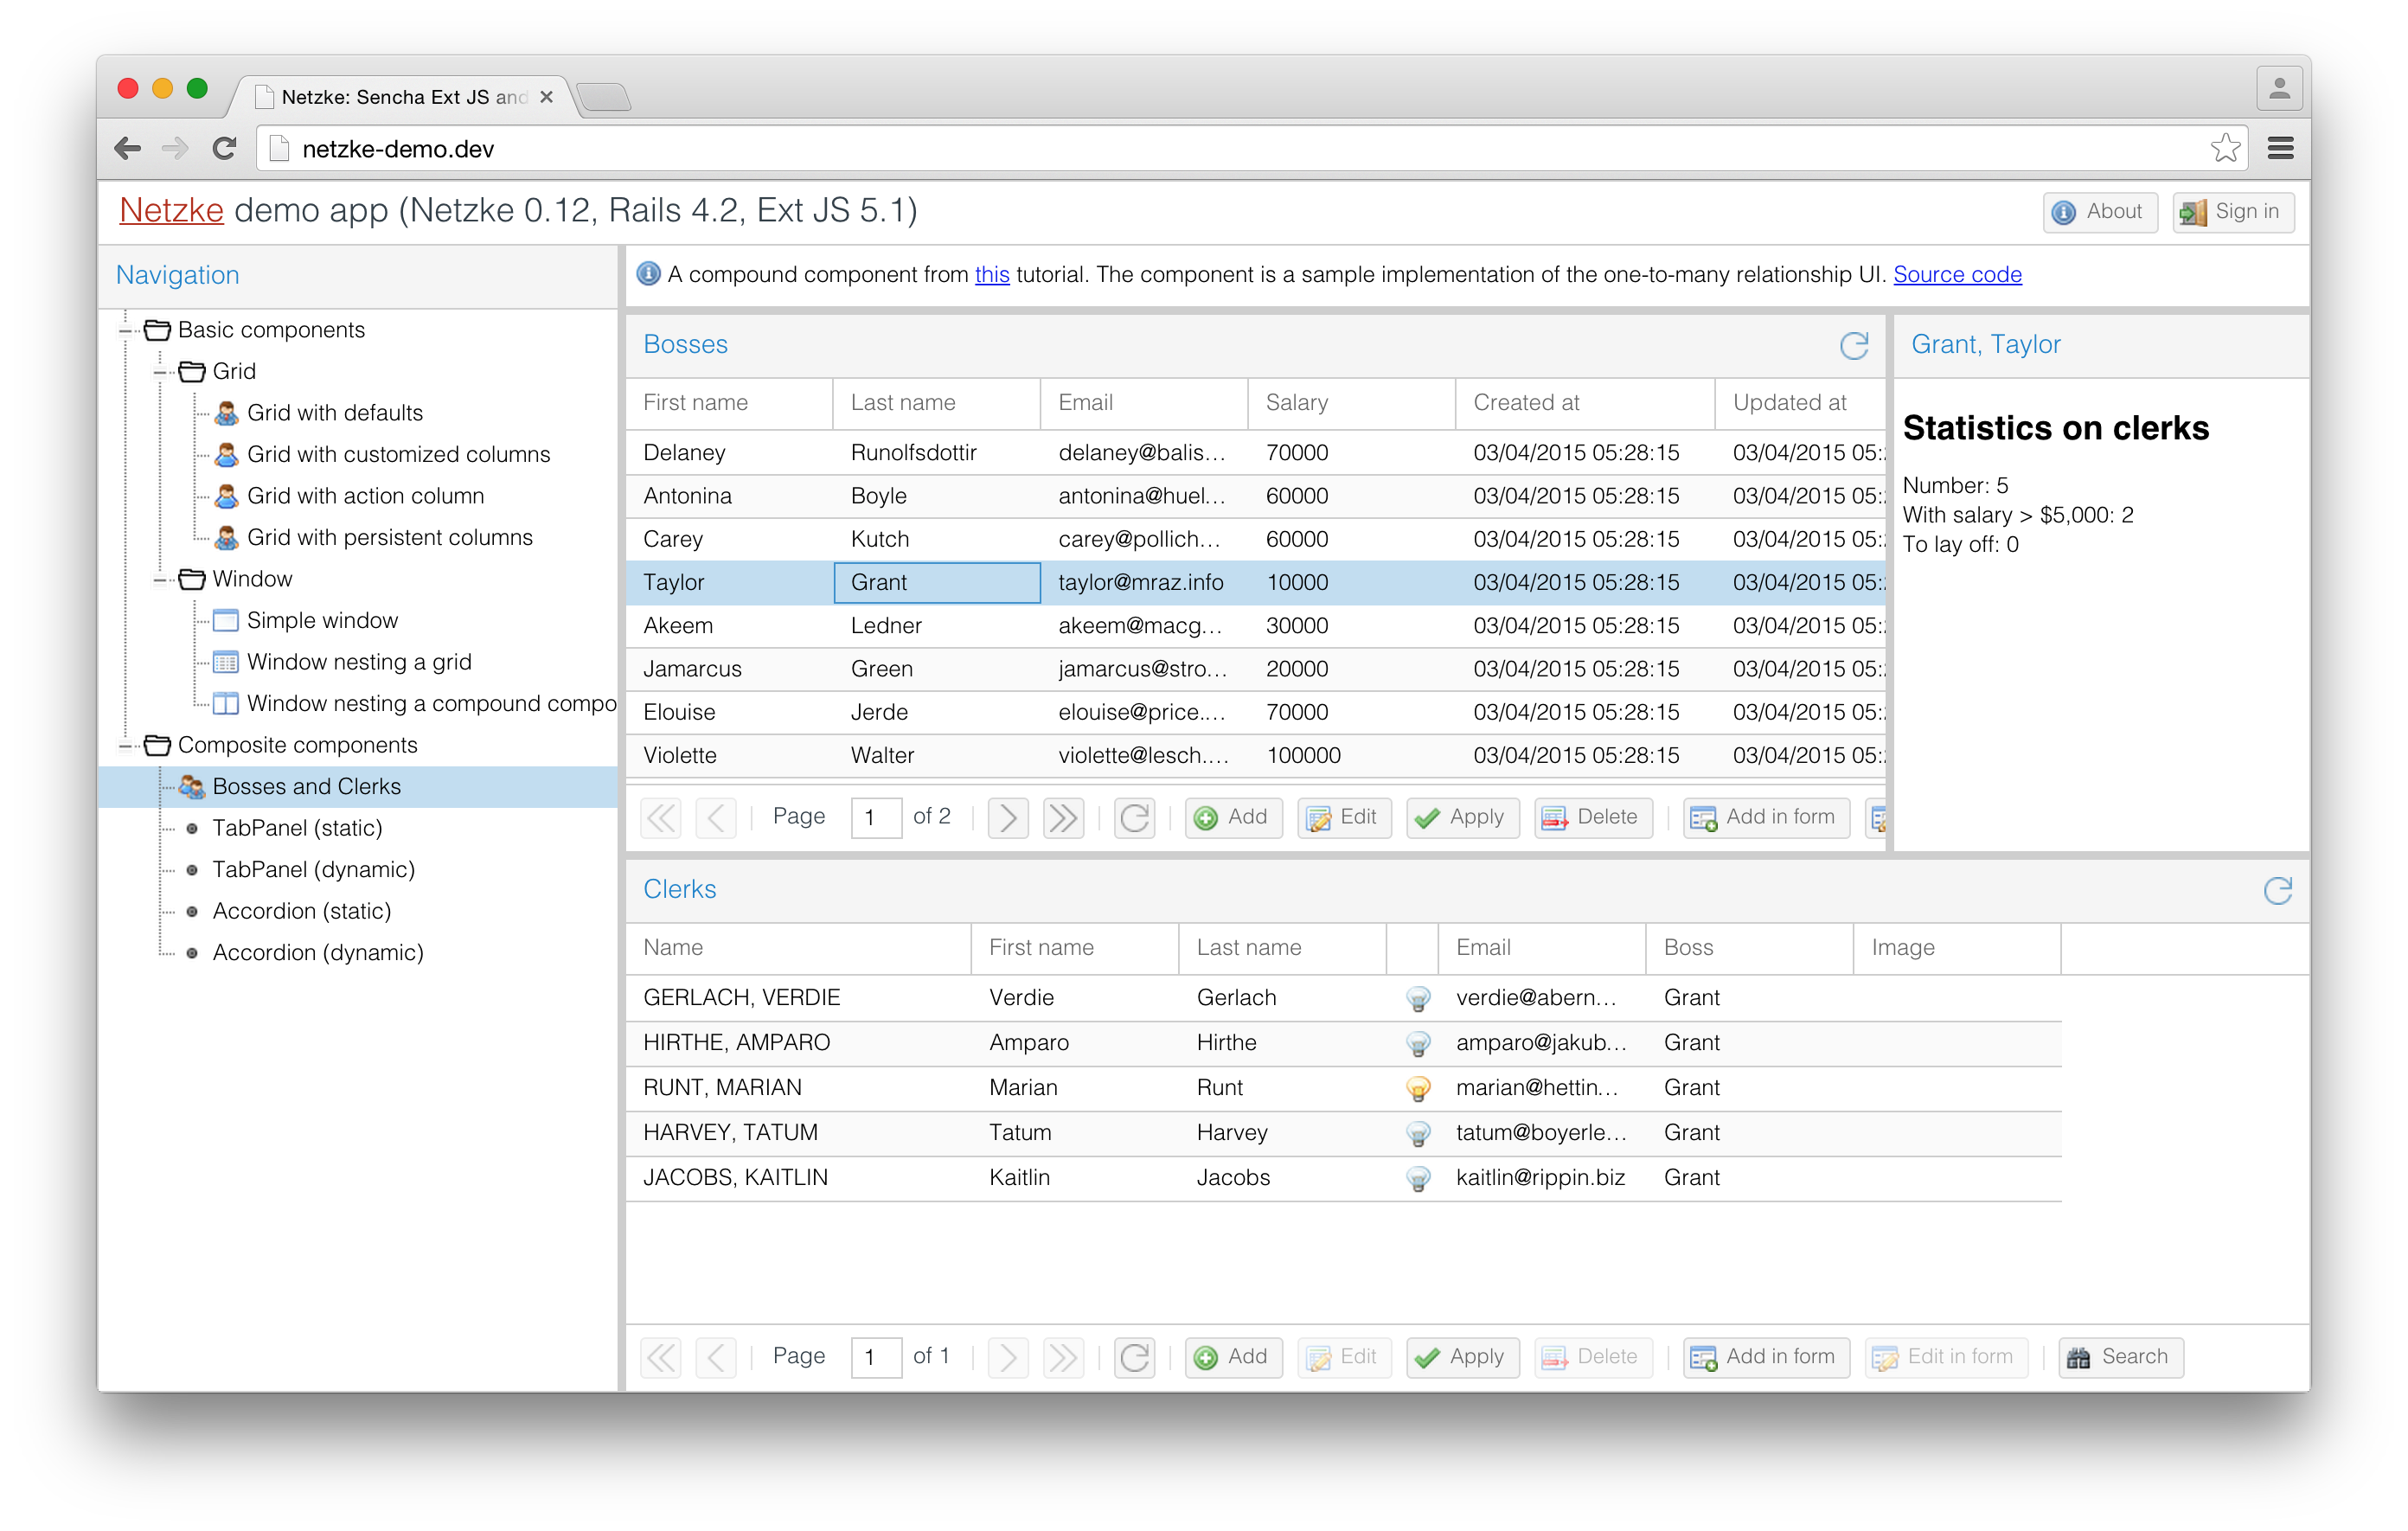 Netzke: Sencha Ext JS and
netzke-demo.dev
Netzke demo app (Netzke 0.12, Rails 4.2, Ext JS 5.1)
About
Sign in
Navigation
Basic components
Grid
Grid with defaults
Grid with customized columns
Grid with action column
Grid with persistent columns
Window
Simple window
Window nesting a grid
Window nesting a compound compo
Composite components
Bosses and Clerks
TabPanel (static)
TabPanel (dynamic)
Accordion (static)
Accordion (dynamic)
A compound component from this tutorial. The component is a sample implementation of the one-to-many relationship UI. Source code
Bosses
First name Last name Email Salary Created at Updated at
Delaney Runolfsdottir delaney@balis... 70000 03/04/2015 05:28:15 03/04/2015 05:
Antonina Boyle antonina@huel... 60000 03/04/2015 05:28:15 03/04/2015 05:
Carey Kutch carey@pollich... 60000 03/04/2015 05:28:15 03/04/2015 05:
Taylor Grant taylor@mraz.info 10000 03/04/2015 05:28:15 03/04/2015 05:
Akeem Ledner akeem@macg... 30000 03/04/2015 05:28:15 03/04/2015 05:
Jamarcus Green jamarcus@stro... 20000 03/04/2015 05:28:15 03/04/2015 05:
Elouise Jerde elouise@price.... 70000 03/04/2015 05:28:15 03/04/2015 05:
Violette Walter violette@lesch.... 100000 03/04/2015 05:28:15 03/04/2015 05:
Page 1 of 2 Add Edit Apply Delete Add in form
Grant, Taylor
Statistics on clerks
Number: 5
With salary > $5,000: 2
To lay off: 0
Clerks
Name First name Last name Email Boss Image
GERLACH, VERDIE Verdie Gerlach verdie@abern... Grant
HIRTHE, AMPARO Amparo Hirthe amparo@jakub... Grant
RUNT, MARIAN Marian Runt marian@hettin... Grant
HARVEY, TATUM Tatum Harvey tatum@boyerle... Grant
JACOBS, KAITLIN Kaitlin Jacobs kaitlin@rippin.biz Grant
Page 1 of 1 Add Edit Apply Delete Add in form Edit in form Search